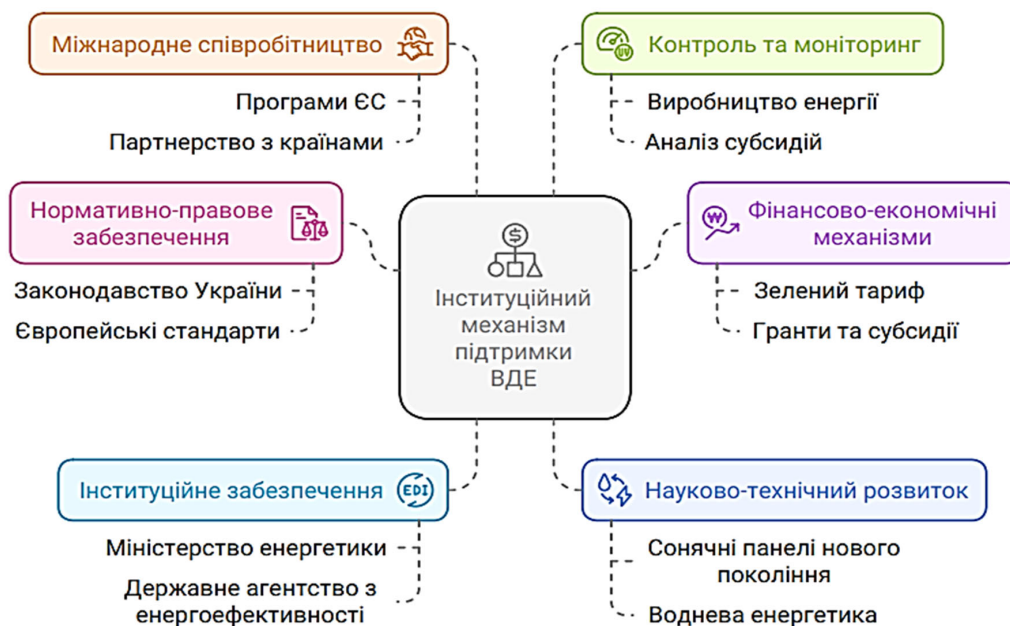 Міжнародне співробітництво
Програми ЄС
Партнерство з країнами
Контроль та моніторинг
UV
Виробництво енергії
Аналіз субсидій
Нормативно-правове
забезпечення
Законодавство України
Європейські стандарти
$
Інституційний
механізм
підтримки
ВДЕ
₩
Фінансово-економічні
механізми
Зелений тариф
Гранти та субсидії
Інституційне забезпечення
EDI
Міністерство енергетики
Державне агентство з
енергоефективності
Науково-технічний розвиток
Сонячні панелі нового
покоління
Воднева енергетика